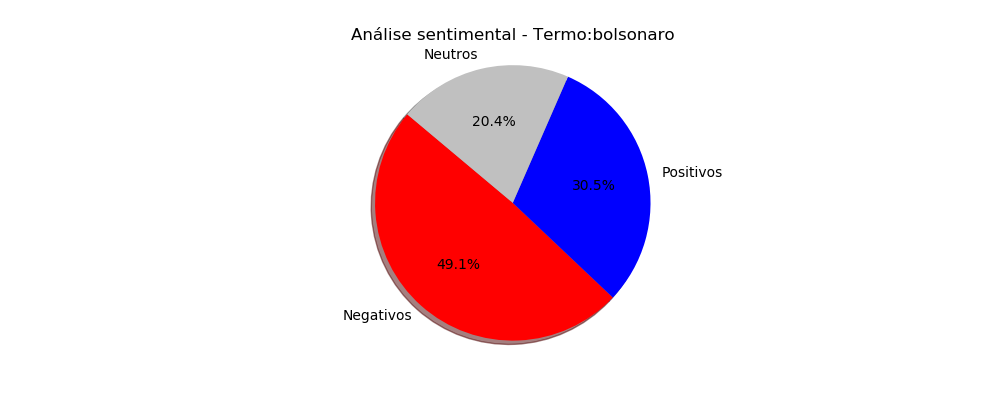 Análise sentimental - Termo:bolsonaro
Neutros
20.4%
Positivos
30.5%
49.1%
Negativos